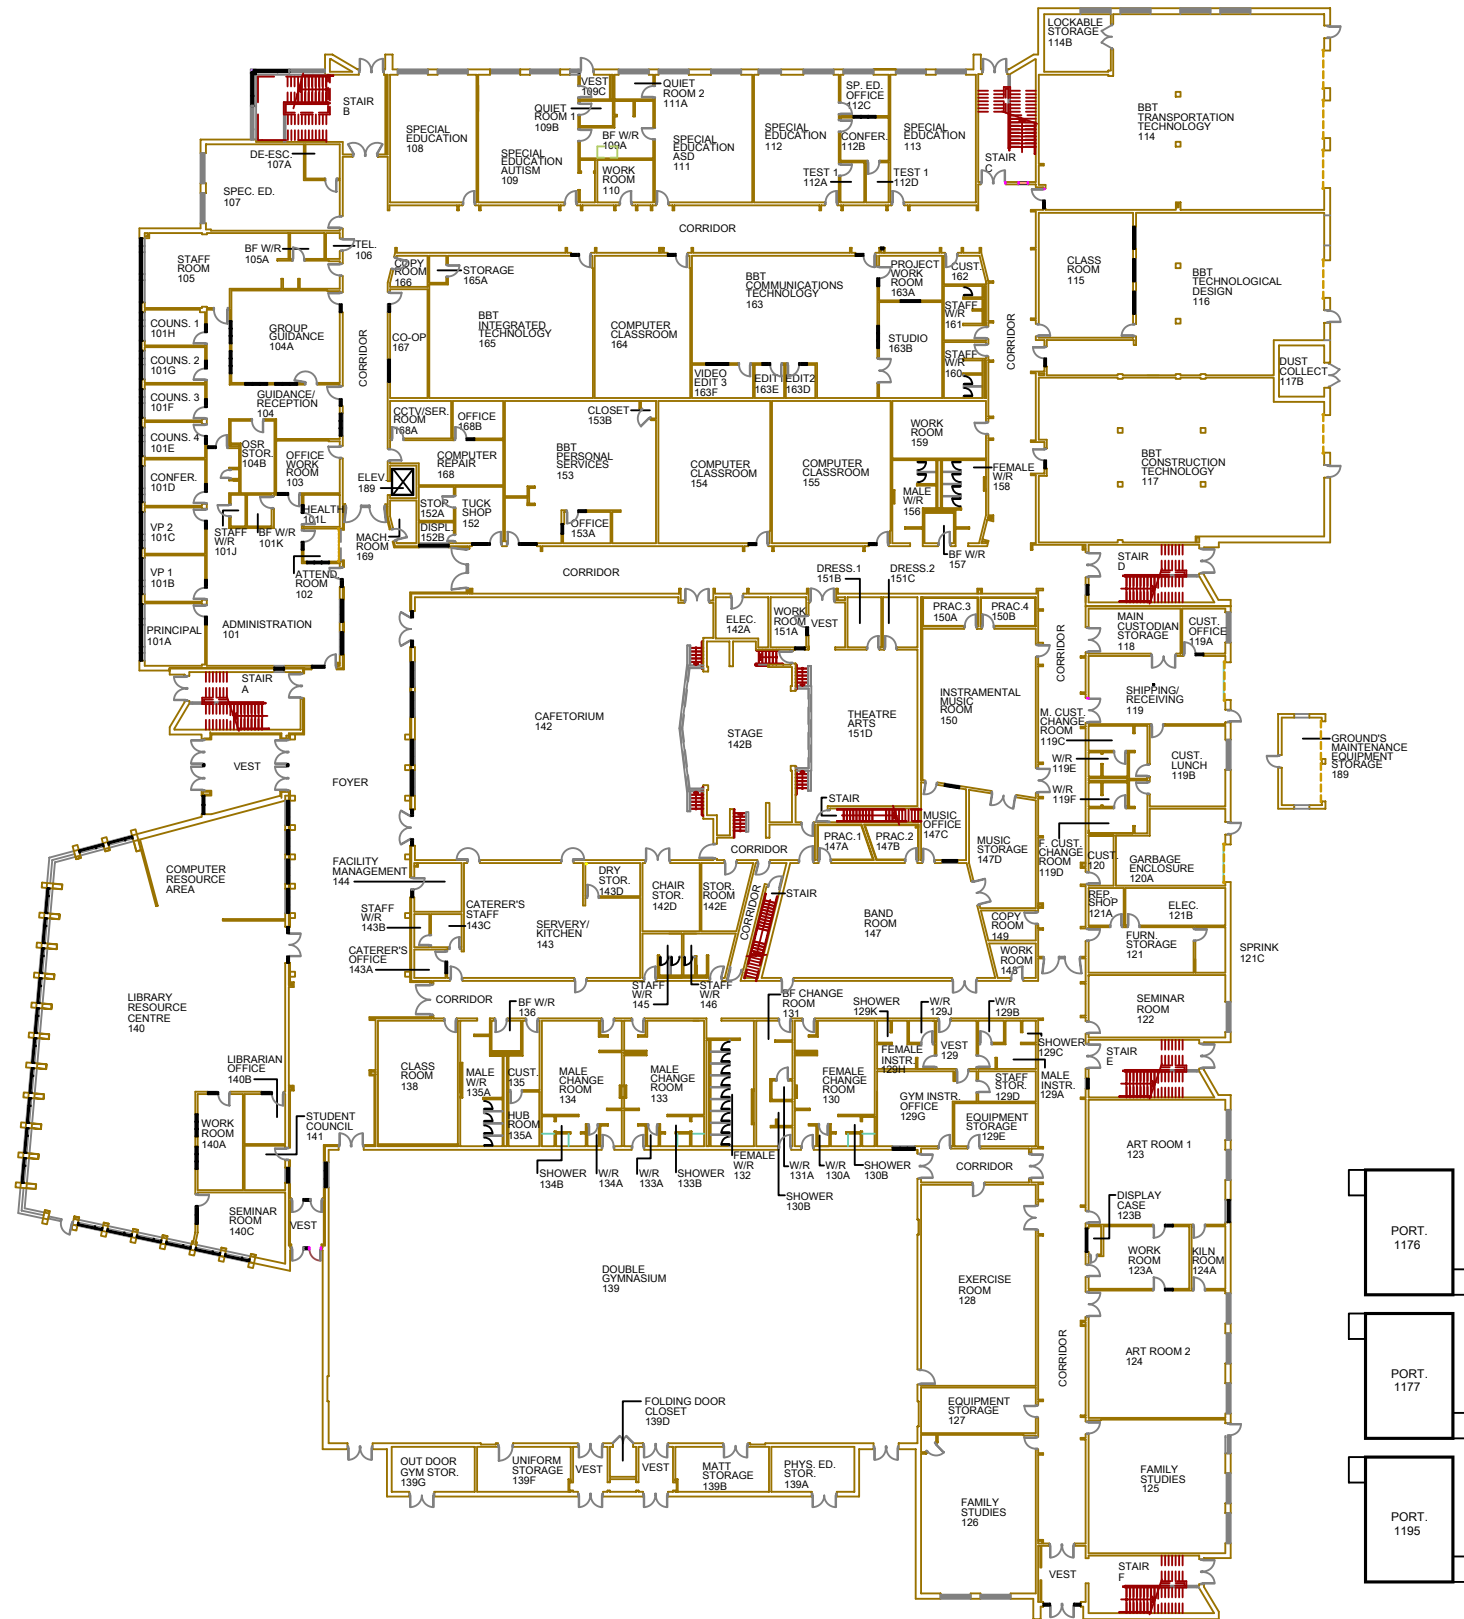 LOCKABLE
STORAGE
114B
BBT
TRANSPORTATION
TECHNOLOGY
114
STAIR
B
SPECIAL
EDUCATION
108
SPECIAL
EDUCATION
AUTISM
109
VEST
109C
QUIET
ROOM 1
109B
QUIET
ROOM 2
111A
BF W/R
109A
WORK
ROOM
110
SPECIAL
EDUCATION
ASD
111
SPECIAL
EDUCATION
112
SP. ED.
OFFICE
112C
CONFER.
112B
TEST 1
112A
TEST 1
112D
SPECIAL
EDUCATION
113
STAIR
C
DE-ESC.
107A
SPEC. ED.
107
CORRIDOR
STAFF
ROOM
105
BF W/R
105A
TEL.
106
COPY
ROOM
166
STORAGE
165A
BBT
INTEGRATED
TECHNOLOGY
165
COMPUTER
CLASSROOM
164
BBT
COMMUNICATIONS
TECHNOLOGY
163
PROJECT
WORK
ROOM
163A
CUST.
162
STAFF
W/R
161
STUDIO
163B
STAFF
W/R
160
CORRIDOR
CLASS
ROOM
115
BBT
TECHNOLOGICAL
DESIGN
116
DUST
COLLECT
117B
COUNS. 1
101H
COUNS. 2
101G
COUNS. 3
101F
COUNS. 4
101E
CONFER.
101D
VP 2
101C
VP 1
101B
PRINCIPAL
101A
GROUP
GUIDANCE
104A
GUIDANCE/
RECEPTION
104
OSR
STOR.
104B
OFFICE
WORK
ROOM
103
HEALTH
101L
STAFF
W/R
101J
BF W/R
101K
ATTEND.
ROOM
102
ADMINISTRATION
101
CORRIDOR
CO-OP
167
VIDEO
EDIT 3
163F
EDIT1
163E
EDIT2
163D
CCTV/SER.
ROOM
168A
OFFICE
168B
COMPUTER
REPAIR
168
ELEV.
189
MACH.
ROOM
169
STOR.
152A
DISPL.
152B
TUCK
SHOP
152
CLOSET
153B
BBT
PERSONAL
SERVICES
153
OFFICE
153A
COMPUTER
CLASSROOM
154
COMPUTER
CLASSROOM
155
WORK
ROOM
159
MALE
W/R
156
FEMALE
W/R
158
BF W/R
157
BBT
CONSTRUCTION
TECHNOLOGY
117
CORRIDOR
DRESS.1
151B
DRESS.2
151C
STAIR
D
STAIR
A
VEST
FOYER
CAFETORIUM
142
ELEC.
142A
WORK
ROOM
151A
VEST
STAGE
142B
THEATRE
ARTS
151D
PRAC.3
150A
PRAC.4
150B
INSTRAMENTAL
MUSIC
ROOM
150
CORRIDOR
MAIN
CUSTODIAN
STORAGE
118
CUST.
OFFICE
119A
SHIPPING/
RECEIVING
119
M. CUST.
CHANGE
ROOM
119C
W/R
119E
W/R
119F
CUST.
LUNCH
119B
F. CUST.
CHANGE
ROOM
119D
GROUND'S
MAINTENANCE
EQUIPMENT
STORAGE
189
STAIR
MUSIC
OFFICE
147C
PRAC.1
147A
PRAC.2
147B
MUSIC
STORAGE
147D
CORRIDOR
CUST.
120
GARBAGE
ENCLOSURE
120A
REP.
SHOP
121A
ELEC.
121B
FURN.
STORAGE
121
SPRINK
121C
COMPUTER
RESOURCE
AREA
FACILITY
MANAGEMENT
144
STAFF
W/R
143B
CATERER'S
STAFF
143C
CATERER'S
OFFICE
143A
DRY
STOR.
143D
SERVERY/
KITCHEN
143
CHAIR
STOR.
142D
STOR.
ROOM
142E
CORRIDOR
STAIR
BAND
ROOM
147
COPY
ROOM
149
WORK
ROOM
148
STAFF
W/R
145
STAFF
W/R
146
LIBRARY
RESOURCE
CENTRE
140
LIBRARIAN
OFFICE
140B
CORRIDOR
BF W/R
136
BF CHANGE
ROOM
131
SHOWER
129K
W/R
129J
W/R
129B
SEMINAR
ROOM
122
STAIR
E
CLASS
ROOM
138
MALE
W/R
135A
CUST.
135
HUB
ROOM
135A
MALE
CHANGE
ROOM
134
MALE
CHANGE
ROOM
133
FEMALE
CHANGE
ROOM
130
FEMALE
INSTR.
129H
VEST
129
SHOWER
129C
MALE
INSTR.
129A
STAFF
STOR.
129D
GYM INSTR.
OFFICE
129G
EQUIPMENT
STORAGE
129E
WORK
ROOM
140A
STUDENT
COUNCIL
141
SEMINAR
ROOM
140C
VEST
SHOWER
134B
W/R
134A
W/R
133A
SHOWER
133B
FEMALE
W/R
132
W/R
131A
SHOWER
130B
W/R
130A
SHOWER
130B
CORRIDOR
ART ROOM 1
123
DISPLAY
CASE
123B
WORK
ROOM
123A
KILN
ROOM
124A
DOUBLE
GYMNASIUM
139
EXERCISE
ROOM
128
CORRIDOR
ART ROOM 2
124
EQUIPMENT
STORAGE
127
FOLDING DOOR
CLOSET
139D
OUT DOOR
GYM STOR.
139G
UNIFORM
STORAGE
139F
VEST
VEST
MATT
STORAGE
139B
PHYS. ED.
STOR.
139A
FAMILY
STUDIES
126
FAMILY
STUDIES
125
VEST
STAIR
F
PORT.
1176
PORT.
1177
PORT.
1195